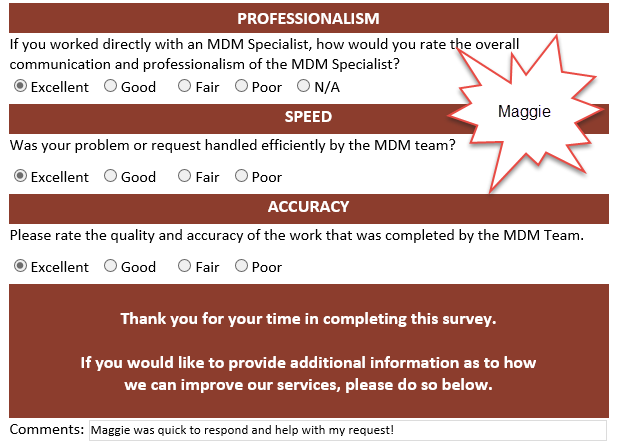 PROFESSIONALISM
If you worked directly with an MDM Specialist, how would you rate the overall
communication and professionalism of the MDM Specialist?
Excellent Good Fair Poor N/A
Maggie
SPEED
Was your problem or request handled efficiently by the MDM team?
Excellent Good Fair Poor
ACCURACY
Please rate the quality and accuracy of the work that was completed by the MDM Team.
Excellent Good Fair Poor
Thank you for your time in completing this survey.
If you would like to provide additional information as to how
we can improve our services, please do so below.
Comments: Maggie was quick to respond and help with my request!